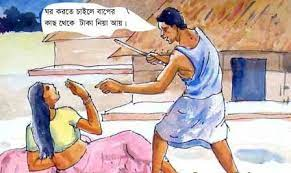 ঘর করতে চাইলে বাপের
কাছ থেকে টাকা নিয়া আয়।